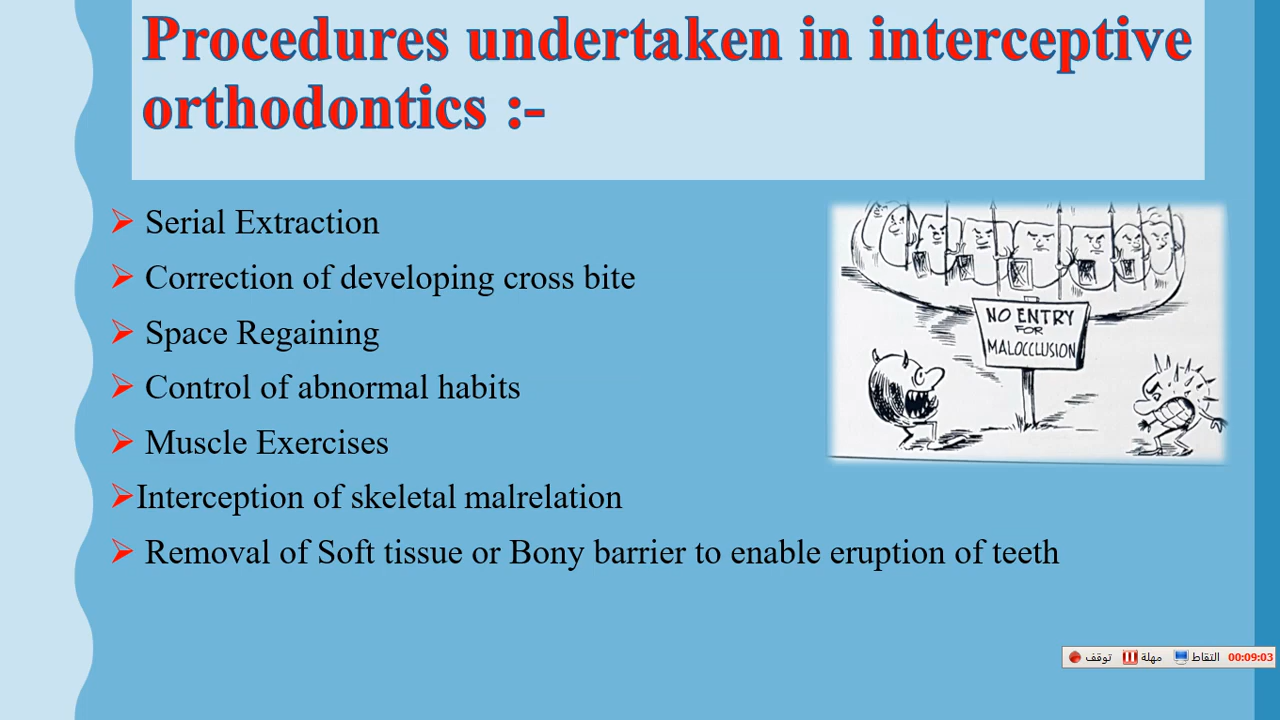 Procedures undertaken in interceptive
orthodontics :-
Serial Extraction
Correction of developing cross bite
Space Regaining
Control of abnormal habits
Muscle Exercises
Interception of skeletal malrelation
Removal of Soft tissue or Bony barrier to enable eruption of teeth
NO ENTRY
FOR
MALOCCLUSION
توقف مهلة التقاط 00:09:03